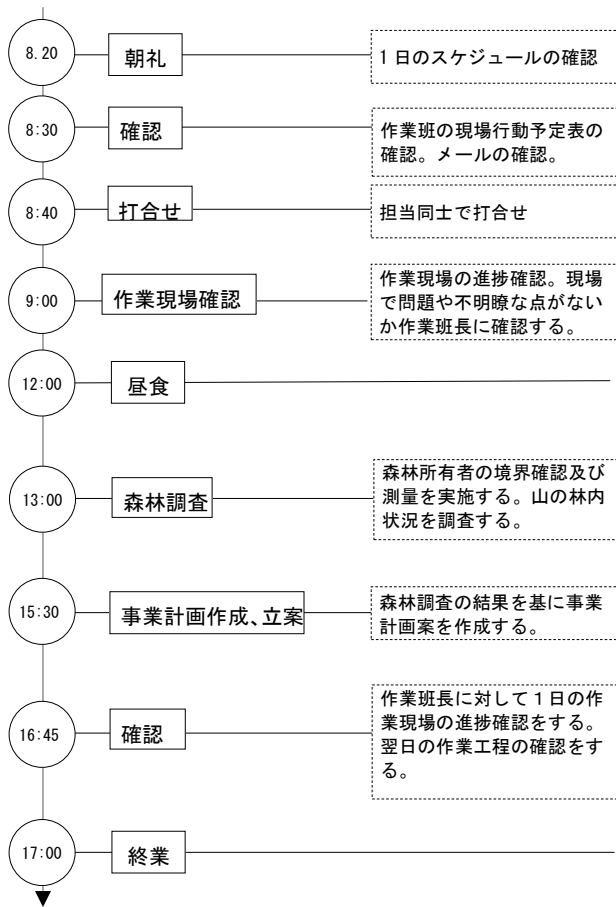 8.20
朝礼
1日のスケジュールの確認
8:30
確認
作業班の現場行動予定表の
確認。メールの確認。
8:40
打合せ
担当同士で打合せ
9:00
作業現場確認
作業現場の進捗確認。現場
で問題や不明瞭な点がない
か作業班長に確認する。
12:00
昼食
13:00
森林調査
森林所有者の境界確認及び
測量を実施する。山の林内
状況を調査する。
15:30
事業計画作成、立案
森林調査の結果を基に事業
計画案を作成する。
16:45
確認
作業班長に対して１日の作
業現場の進捗確認をする。
翌日の作業工程の確認をす
る。
17:00
終業